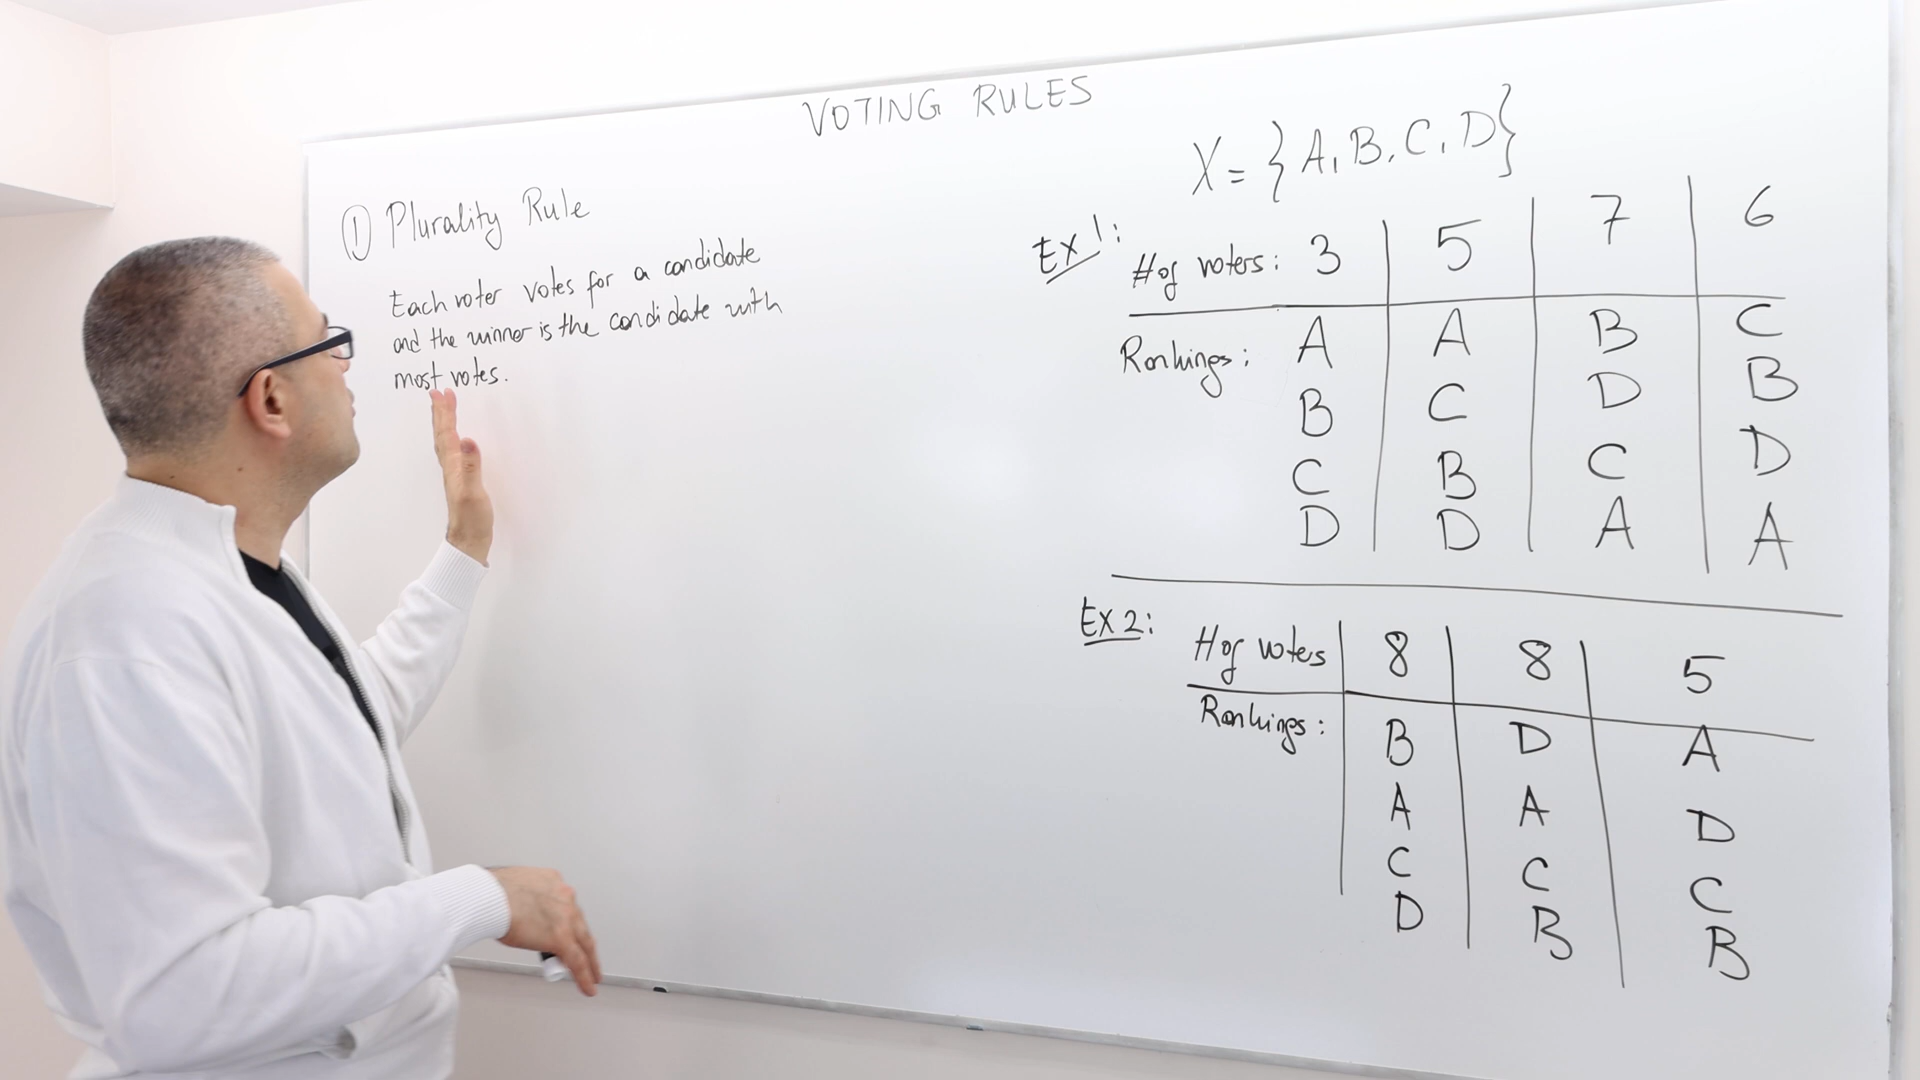 VOTING RULES
① Plurality Rule
Each voter votes for a candidate
and the winner is the candidate with
most votes.
X = {A, B, C, D}
Ex 1:
# of voters: 3 5 7 6
Rankings: A A B C
B C D B
C B C D
D D A A
Ex 2:
# of voters 8 8 5
Rankings: B D A
A A D
C C C
D B B